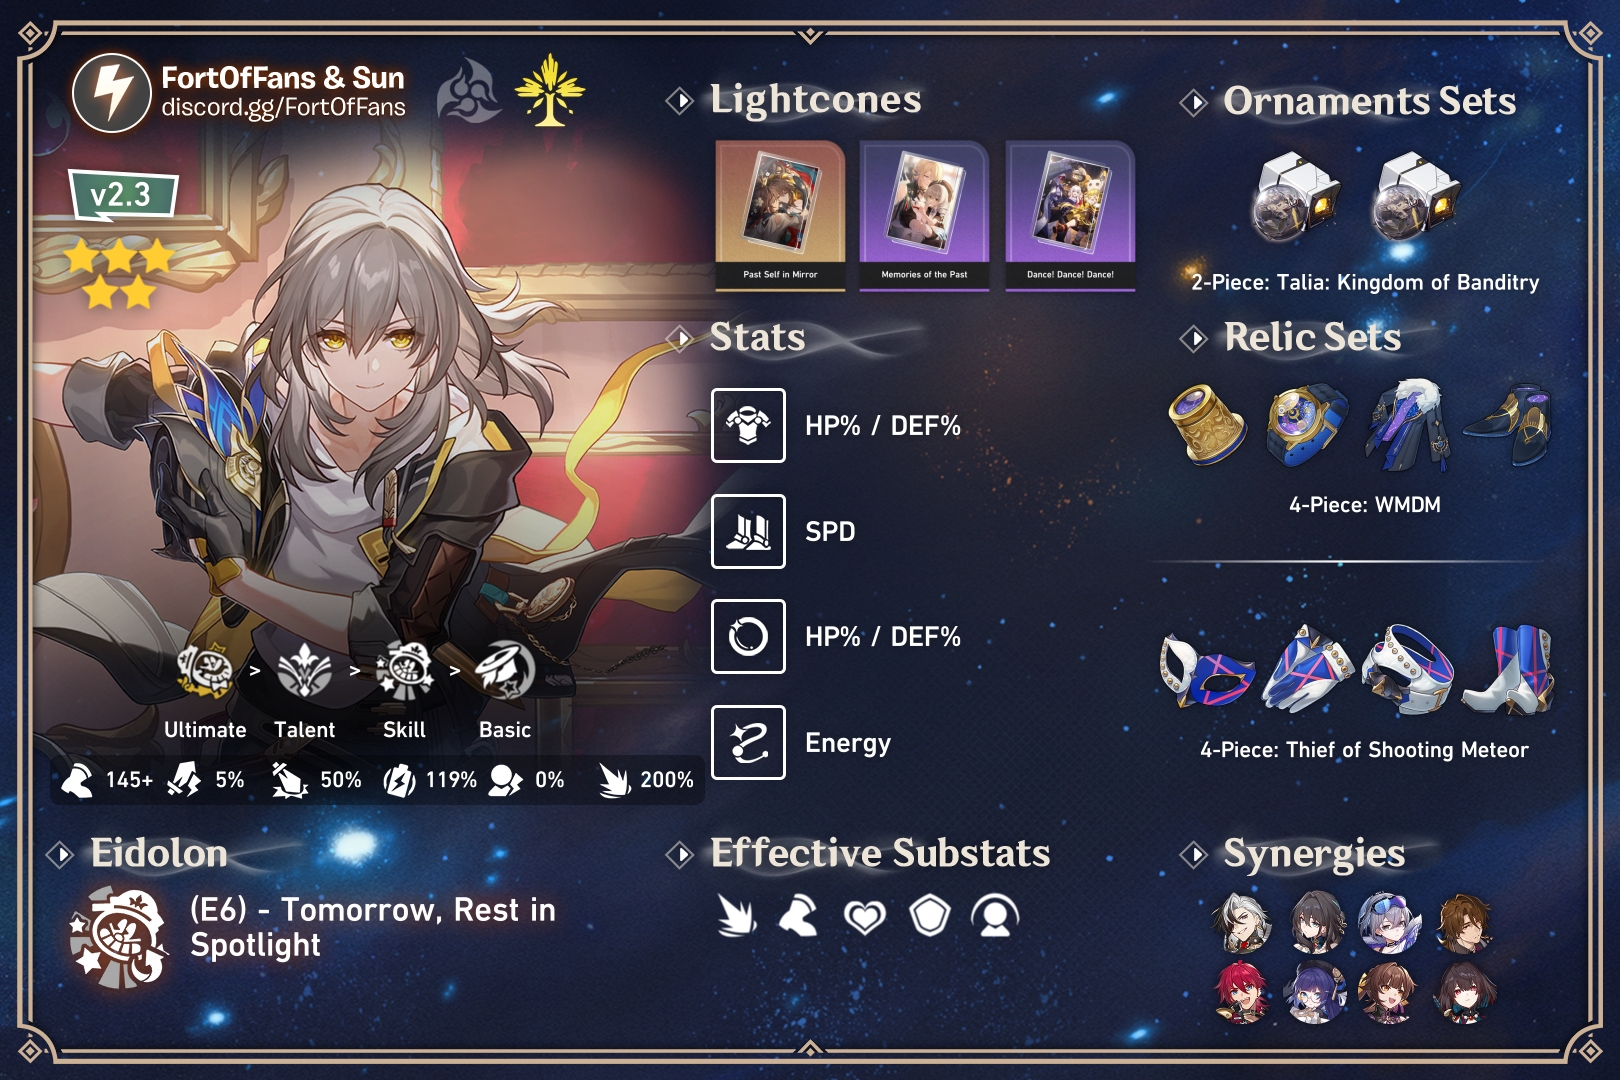 FortOfFans & Sun
discord.gg/FortOfFans
v2.3
Ultimate > Talent > Skill > Basic
145+ 5% 50% 119% 0% 200%
Eidolon
(E6) - Tomorrow, Rest in
Spotlight
Lightcones
Past Self in Mirror
Memories of the Past
Dance! Dance! Dance!
Stats
HP% / DEF%
SPD
HP% / DEF%
Energy
Effective Substats
Ornaments Sets
2-Piece: Talia: Kingdom of Banditry
Relic Sets
4-Piece: WMDM
4-Piece: Thief of Shooting Meteor
Synergies